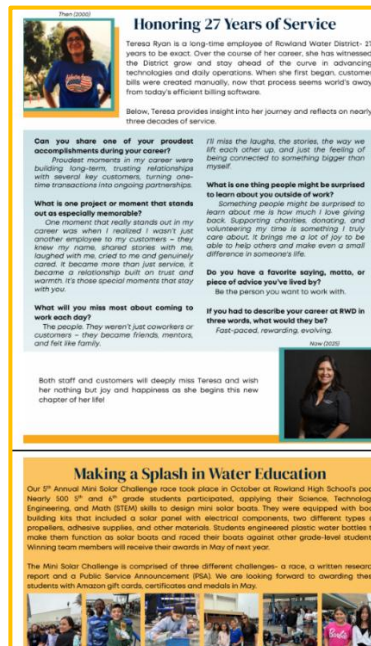 Then (2000)
Honoring 27 Years of Service
Teresa Ryan is a long-time employee of Rowland Water District- 27
years to be exact. Over the course of her career, she has witnessed
the District grow and stay ahead of the curve in advancing
technologies and daily operations. When she first began, customer
bills were created manually, now that process seems world's away
from today's efficient billing software.
Below, Teresa provides insight into her journey and reflects on nearly
three decades of service.
Can you share one of your proudest
accomplishments during your career?
Proudest moments in my career were
building long-term, trusting relationships
with several key customers, turning one-
time transactions into ongoing partnerships.
What is one project or moment that stands
out as especially memorable?
One moment that really stands out in my
career was when I realized I wasn't just
another employee to my customers – they
knew my name, shared stories with me,
laughed with me, cried to me and genuinely
cared. It became more than just service, it
became a relationship built on trust and
warmth. It's those special moments that stay
with you.
What will you miss most about coming to
work each day?
The people. They weren't just coworkers or
customers – they became friends, mentors,
and felt like family.
I'll miss the laughs, the stories, the way we
lift each other up, and just the feeling of
being connected to something bigger than
myself.
What is one thing people might be surprised
to learn about you outside of work?
Something people might be surprised to
learn about me is how much I love giving
back. Supporting charities, donating, and
volunteering my time is something I truly
care about. It brings me a lot of joy to be
able to help others and make even a small
difference in someone's life.
Do you have a favorite saying, motto, or
piece of advice you've lived by?
Be the person you want to work with.
If you had to describe your career at RWD in
three words, what would they be?
Fast-paced, rewarding, evolving.
Now (2025)
Both staff and customers will deeply miss Teresa and wish
her nothing but joy and happiness as she begins this new
chapter of her life!
Making a Splash in Water Education
Our 5th Annual Mini Solar Challenge race took place in October at Rowland High School's pool.
Nearly 500 5th and 6th grade students participated, applying their Science, Technology,
Engineering, and Math (STEM) skills to design mini solar boats. They were equipped with boat
building kits that included a solar panel with electrical components, two different types of
propellers, adhesive supplies, and other materials. Students engineered plastic water bottles to
make them function as solar boats and raced their boats against other grade-level students.
Winning team members will receive their awards in May of next year.
The Mini Solar Challenge is comprised of three different challenges- a race, a written research
report and a Public Service Announcement (PSA). We are looking forward to awarding these
students with Amazon gift cards, certificates and medals in May.